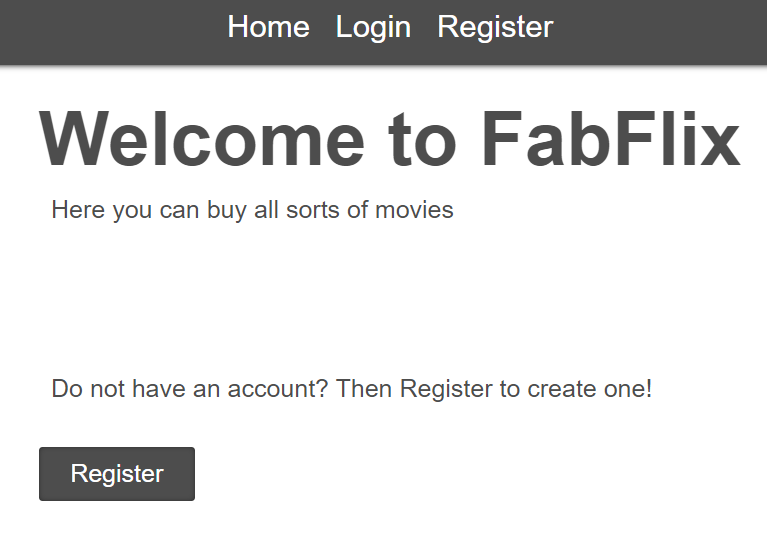 Home Login Register
Welcome to FabFlix
Here you can buy all sorts of movies
Do not have an account? Then Register to create one!
Register